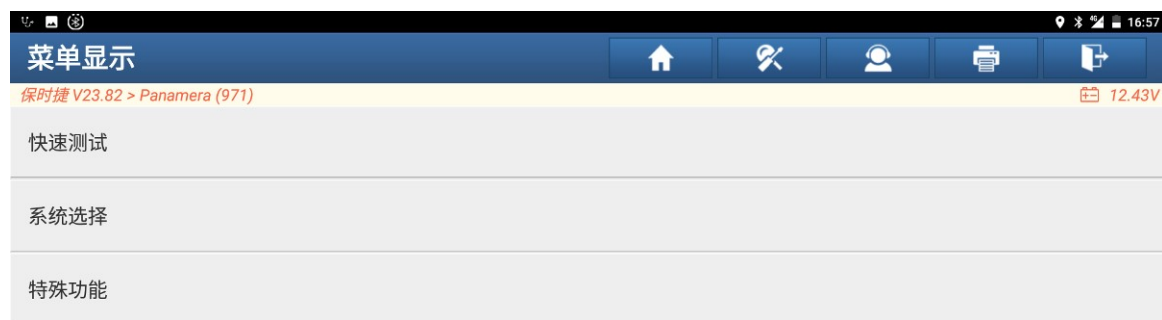 4G 16:57
菜单显示
保时捷 V23.82 > Panamera (971) 12.43V
快速测试
系统选择
特殊功能